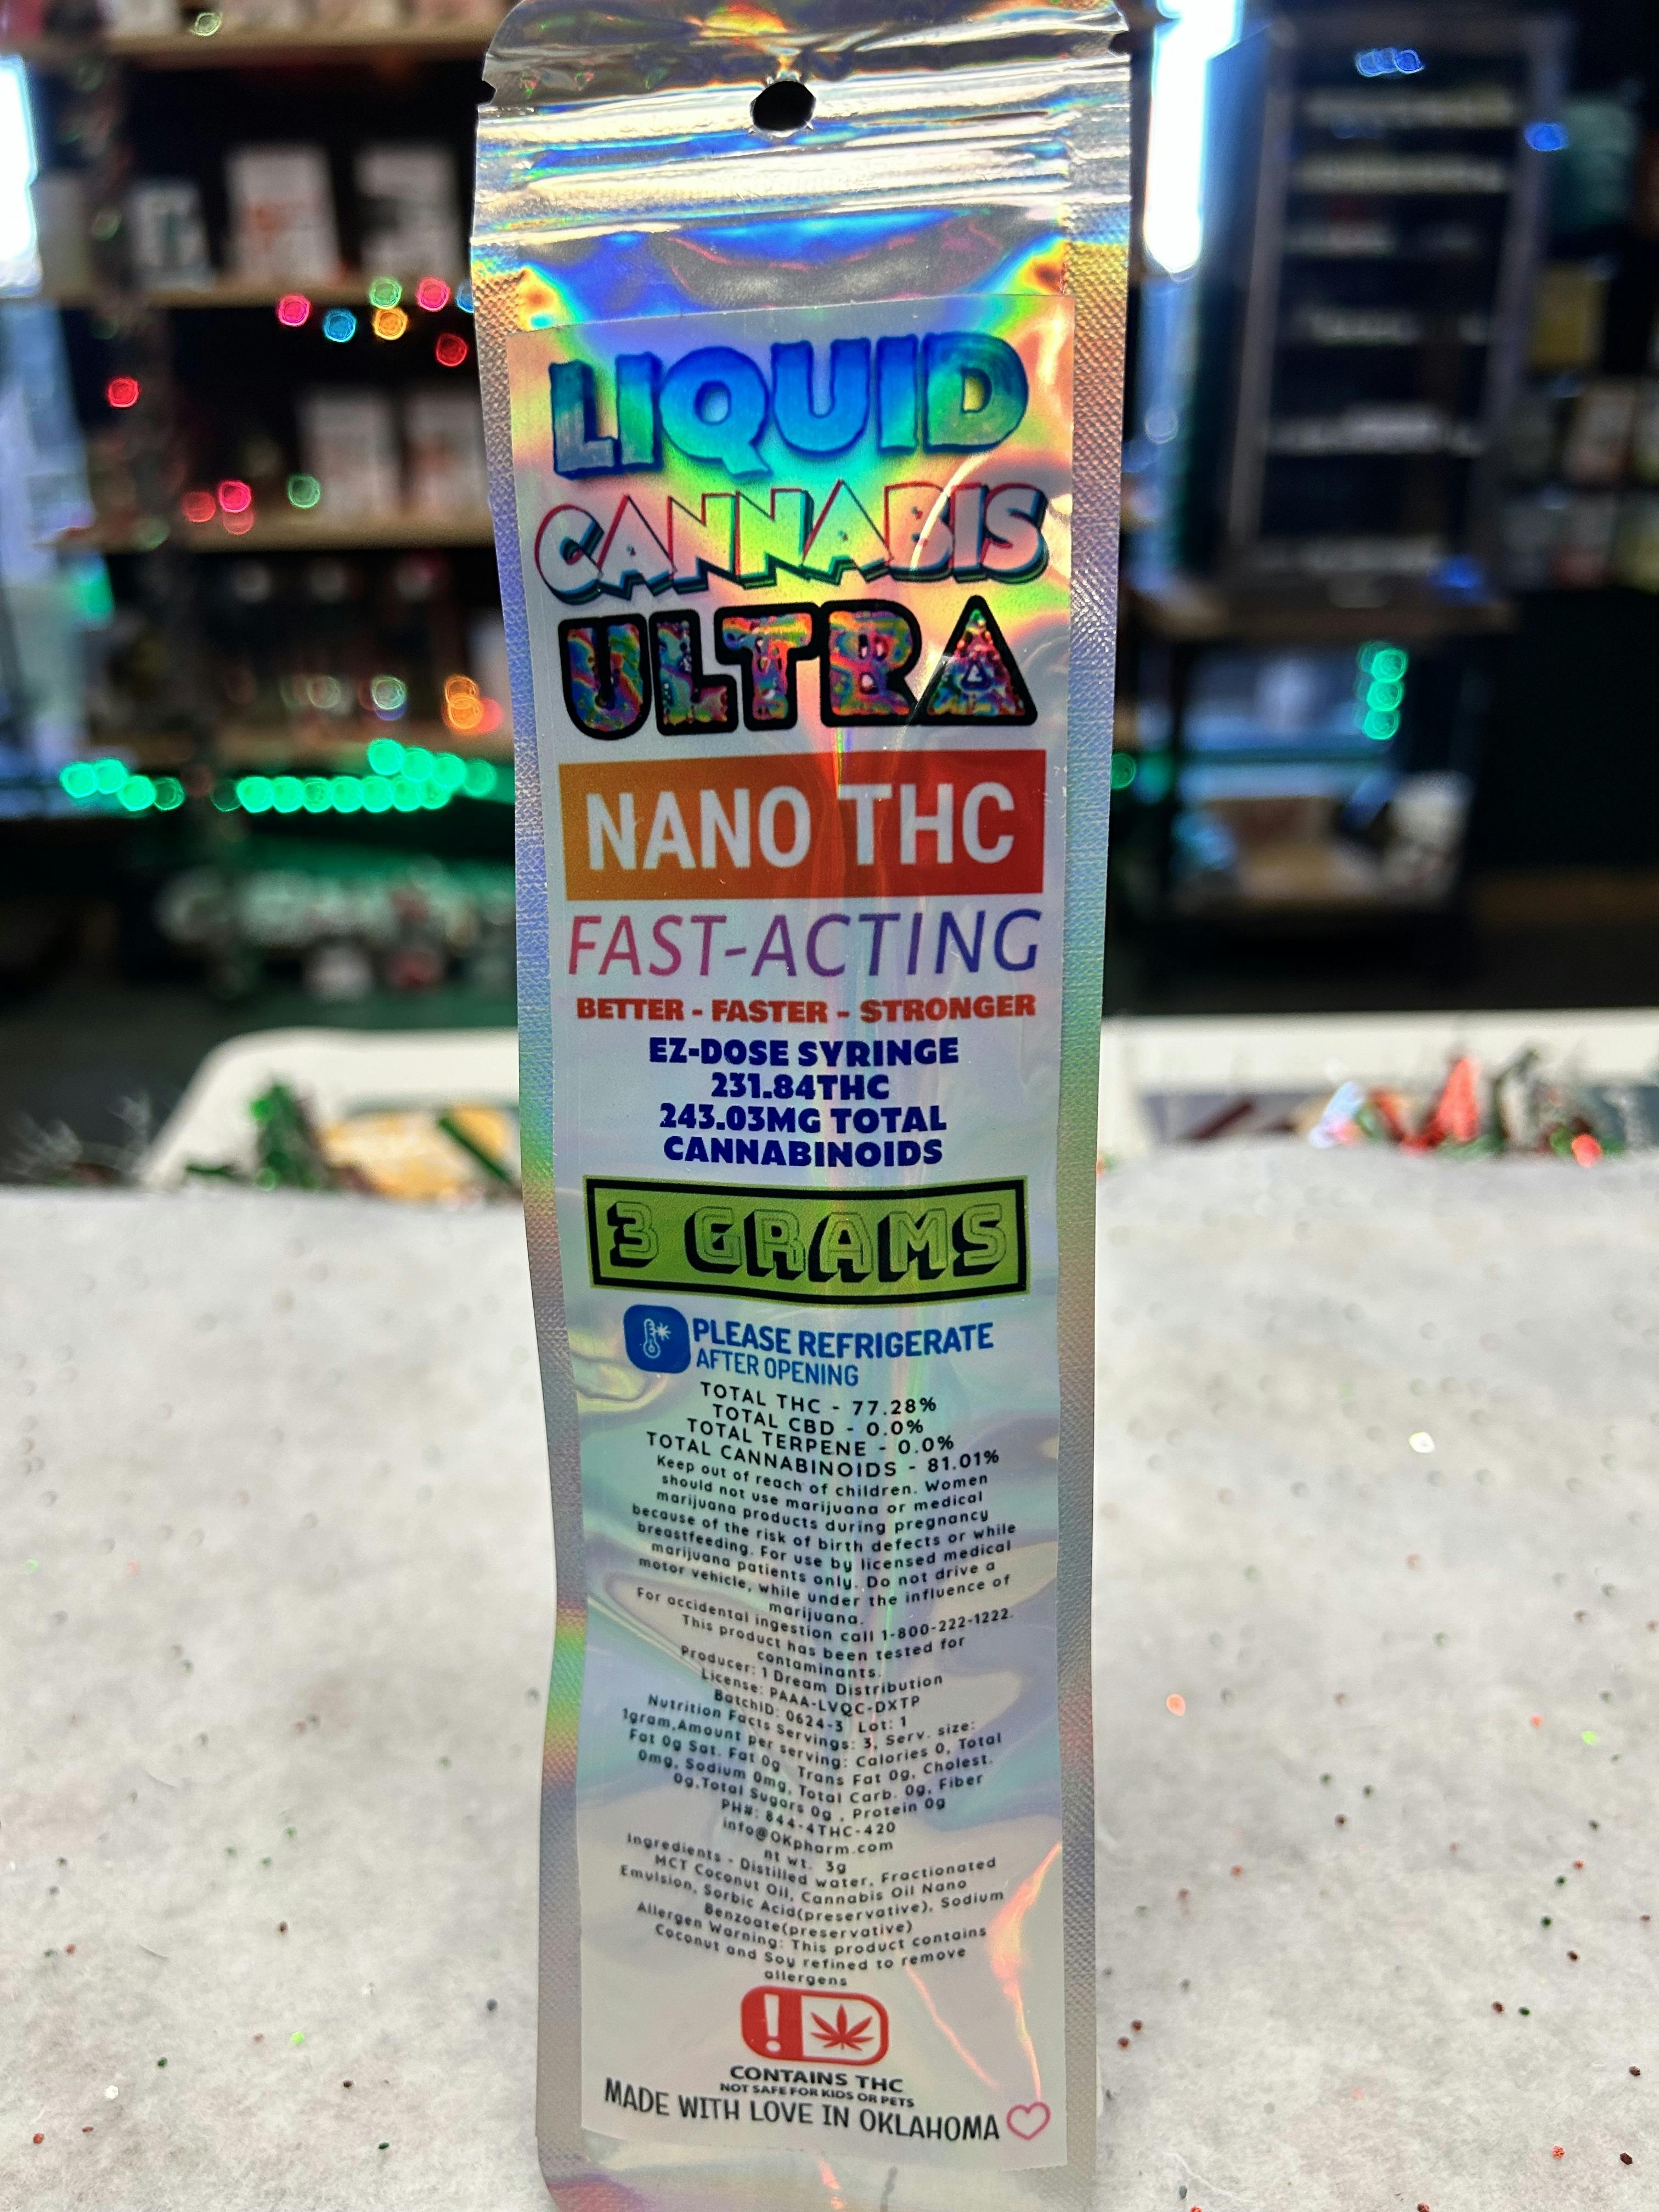 LIQUID
CANNABIS
ULTRA
NANO THC
FAST-ACTING
BETTER - FASTER - STRONGER
EZ-DOSE SYRINGE
231.84THC
243.03MG TOTAL
CANNABINOIDS
3 GRAMS
PLEASE REFRIGERATE
AFTER OPENING
TOTAL THC - 77.28%
TOTAL CBD - 0.0%
TOTAL TERPENE - 0.0%
TOTAL CANNABINOIDS - 81.01%
Keep out of reach of children. Women
should not use marijuana or medical
marijuana products during pregnancy
because of the risk of birth defects or while
breastfeeding. For use by licensed medical
marijuana patients only. Do not drive a
motor vehicle, while under the influence of
marijuana.
For accidental ingestion call 1-800-222-1222.
This product has been tested for
contaminants.
Producer: 1 Dream Distribution
License: PAAA-LVQC-DXTP
BatchID: 0624-3 Lot: 1
Nutrition Facts Servings: 3, Serv. size:
1gram,Amount per serving: Calories 0, Total
Fat 0g Sat. Fat 0g, Trans Fat 0g, Cholest.
0mg, Sodium 0mg, Total Carb. 0g, Fiber
0g,Total Sugars 0g , Protein 0g
PH#: 844-4THC-420
info@OKpharm.com
nt wt. 3g
Ingredients - Distilled water, Fractionated
MCT Coconut Oil, Cannabis Oil Nano
Emulsion, Sorbic Acid(preservative), Sodium
Benzoate(preservative)
Allergen Warning: This product contains
Coconut and Soy refined to remove
allergens
!
CONTAINS THC
NOT SAFE FOR KIDS OR PETS
MADE WITH LOVE IN OKLAHOMA